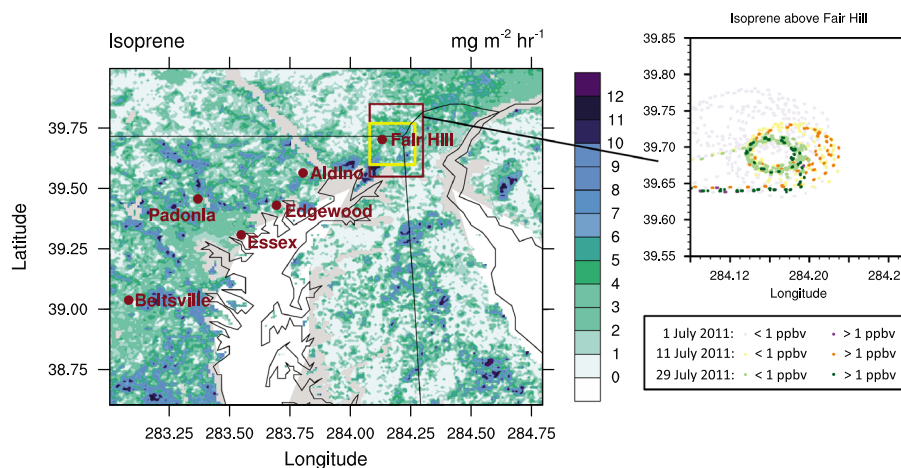 Isoprene
mg m⁻² hr⁻¹
Latitude
39.75
39.50
39.25
39.00
38.75
Fair Hill
Aldino
Padonia
Edgewood
Essex
Beltsville
283.25 283.50 283.75 284.00 284.25 284.50 284.75
Longitude
12
11
10
9
8
7
6
5
4
3
2
1
0
Isoprene above Fair Hill
39.85
39.80
39.75
39.70
39.65
39.60
39.55
284.12 284.20
Longitude
1 July 2011: < 1 ppbv > 1 ppbv
11 July 2011: < 1 ppbv > 1 ppbv
29 July 2011: < 1 ppbv > 1 ppbv